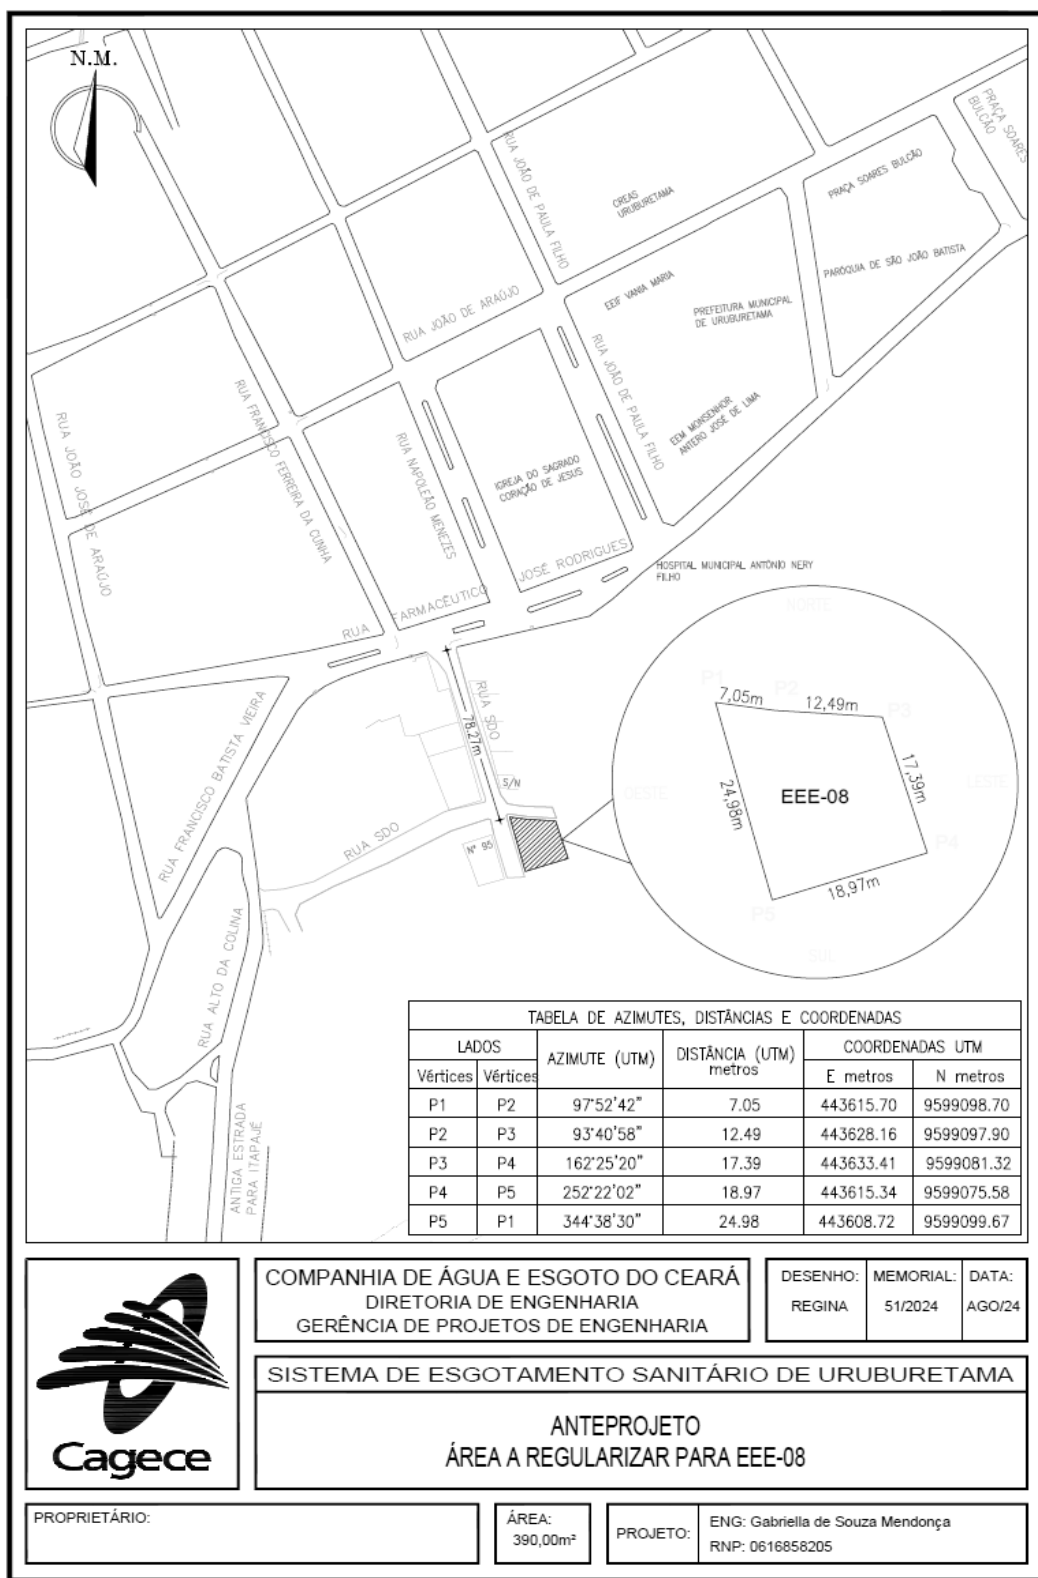 N.M.
PRAÇA SOARES
BULCÃO
RUA JOÃO DE PAULA FILHO
CREAS
URUBURETAMA
PRAÇA SOARES BULCÃO
PARÓQUIA DE SÃO JOÃO BATISTA
EEIF VANIA MARIA
PREFEITURA MUNICIPAL
DE URUBURETAMA
RUA JOÃO DE ARAÚJO
RUA JOÃO DE PAULA FILHO
RUA JOÃO JOSÉ DE ARAÚJO
RUA FRANCISCO FERREIRA DA CUNHA
RUA NAPOLEÃO MENEZES
EEM MONSENHOR
ANTERO JOSÉ DE LIMA
IGREJA DO SAGRADO
CORAÇÃO DE JESUS
RUA FARMACÊUTICO JOSÉ RODRIGUES
HOSPITAL MUNICIPAL ANTÔNIO NERY
FILHO
NORTE
P1
P2
7,05m
12,49m
P3
RUA SDO
78.27m
S/N
RUA FRANCISCO BATISTA VIEIRA
17,39m
OESTE
24,98m
EEE-08
LESTE
RUA SDO
N° 95
P4
18,97m
P5
SUL
RUA ALTO DA COLINA
ANTIGA ESTRADA
PARA ITAPAJÉ
TABELA DE AZIMUTES, DISTÂNCIAS E COORDENADAS
LADOS AZIMUTE (UTM) DISTÂNCIA (UTM) metros COORDENADAS UTM
Vértices Vértices E metros N metros
P1 P2 97°52'42" 7.05 443615.70 9599098.70
P2 P3 93°40'58" 12.49 443628.16 9599097.90
P3 P4 162°25'20" 17.39 443633.41 9599081.32
P4 P5 252°22'02" 18.97 443615.34 9599075.58
P5 P1 344°38'30" 24.98 443608.72 9599099.67
Cagece
COMPANHIA DE ÁGUA E ESGOTO DO CEARÁ
DIRETORIA DE ENGENHARIA
GERÊNCIA DE PROJETOS DE ENGENHARIA
DESENHO: MEMORIAL: DATA:
REGINA 51/2024 AGO/24
SISTEMA DE ESGOTAMENTO SANITÁRIO DE URUBURETAMA
ANTEPROJETO
ÁREA A REGULARIZAR PARA EEE-08
PROPRIETÁRIO:
ÁREA:
390,00m²
PROJETO:
ENG: Gabriella de Souza Mendonça
RNP: 0616858205